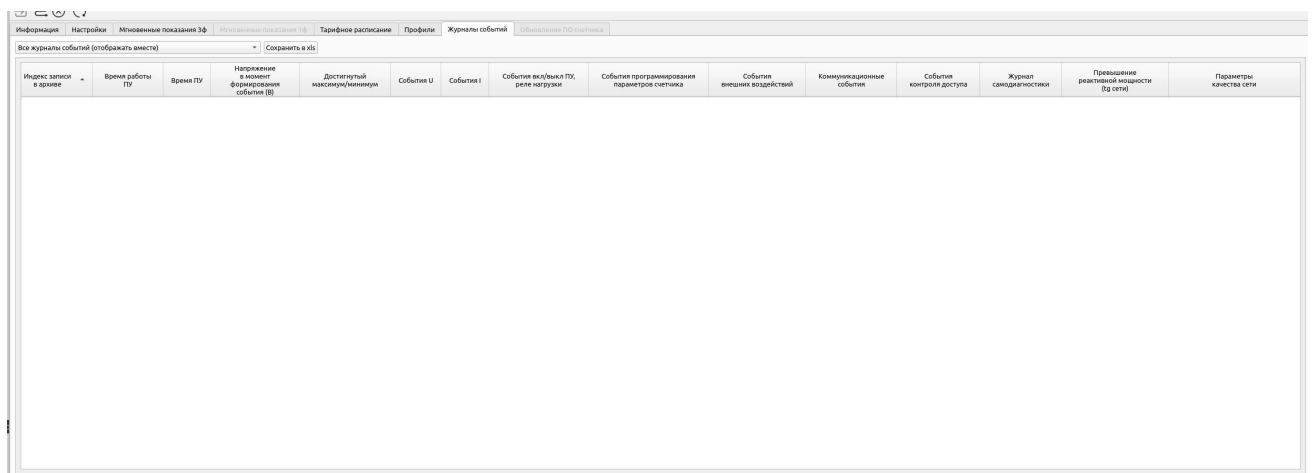 Информация Настройки Мгновенные показания 3ф Мгновенные показания 1ф Тарифное расписание Профили Журналы событий Обновление ПО счетчика
Все журналы событий (отображать вместе) Сохранить в xls
Индекс записи
в архиве
Время работы
ПУ
Время ПУ
Напряжение
в момент
формирования
события (В)
Достигнутый
максимум/минимум
События U
События I
События вкл/выкл ПУ,
реле нагрузки
События программирования
параметров счетчика
События
внешних воздействий
Коммуникационные
события
События
контроля доступа
Журнал
самодиагностики
Превышение
реактивной мощности
(tg сети)
Параметры
качества сети